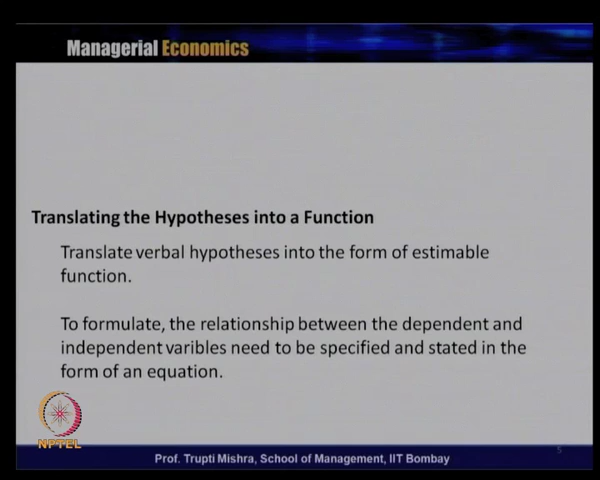 Managerial Economics
Translating the Hypotheses into a Function
Translate verbal hypotheses into the form of estimable
function.
To formulate, the relationship between the dependent and
independent varibles need to be specified and stated in the
form of an equation.
NPTEL
5
Prof. Trupti Mishra, School of Management, IIT Bombay